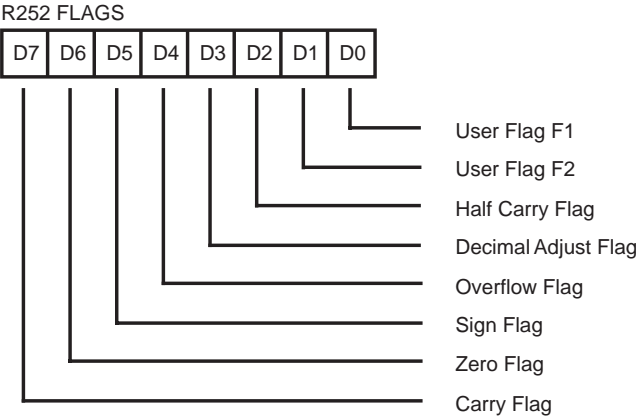 R252 FLAGS
D7 D6 D5 D4 D3 D2 D1 D0
User Flag F1
User Flag F2
Half Carry Flag
Decimal Adjust Flag
Overflow Flag
Sign Flag
Zero Flag
Carry Flag